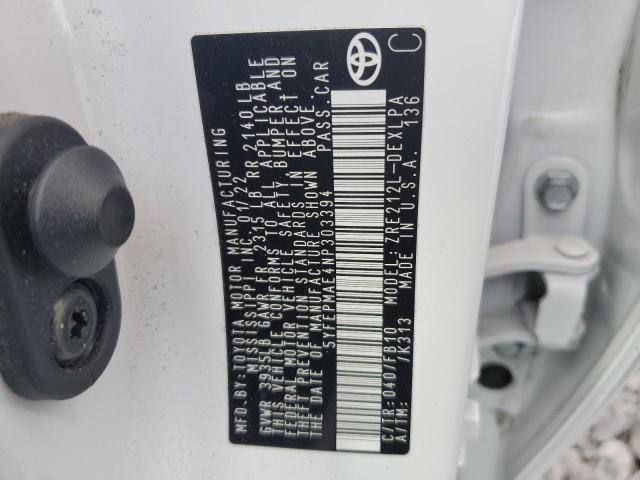 MFD.BY:TOYOTA MOTOR MANUFACTURING
MISSISSIPPI, INC. 01/22
GVWR 3935LB GAWR FR 2315 LB RR 2140LB
THIS VEHICLE CONFORMS TO ALL APPLICABLE
FEDERAL MOTOR VEHICLE SAFETY, BUMPER AND
THEFT PREVENTION STANDARDS IN EFFECT ON
THE DATE OF MANUFACTURE SHOWN ABOVE.
5YFEPMAE4NP303394 PASS.CAR
C
C/TR:040/FB10 MODEL:ZRE212L-DEXLPA
A/TM: /K313 MADE IN U.S.A. 136